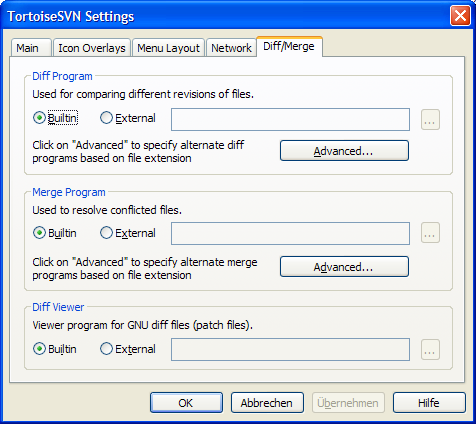 TortoiseSVN Settings
Main Icon Overlays Menu Layout Network Diff/Merge
Diff Program
Used for comparing different revisions of files.
Builtin External ...
Click on "Advanced" to specify alternate diff
programs based on file extension
Advanced...
Merge Program
Used to resolve conflicted files.
Builtin External ...
Click on "Advanced" to specify alternate merge
programs based on file extension
Advanced...
Diff Viewer
Viewer program for GNU diff files (patch files).
Builtin External ...
OK Abbrechen Übernehmen Hilfe